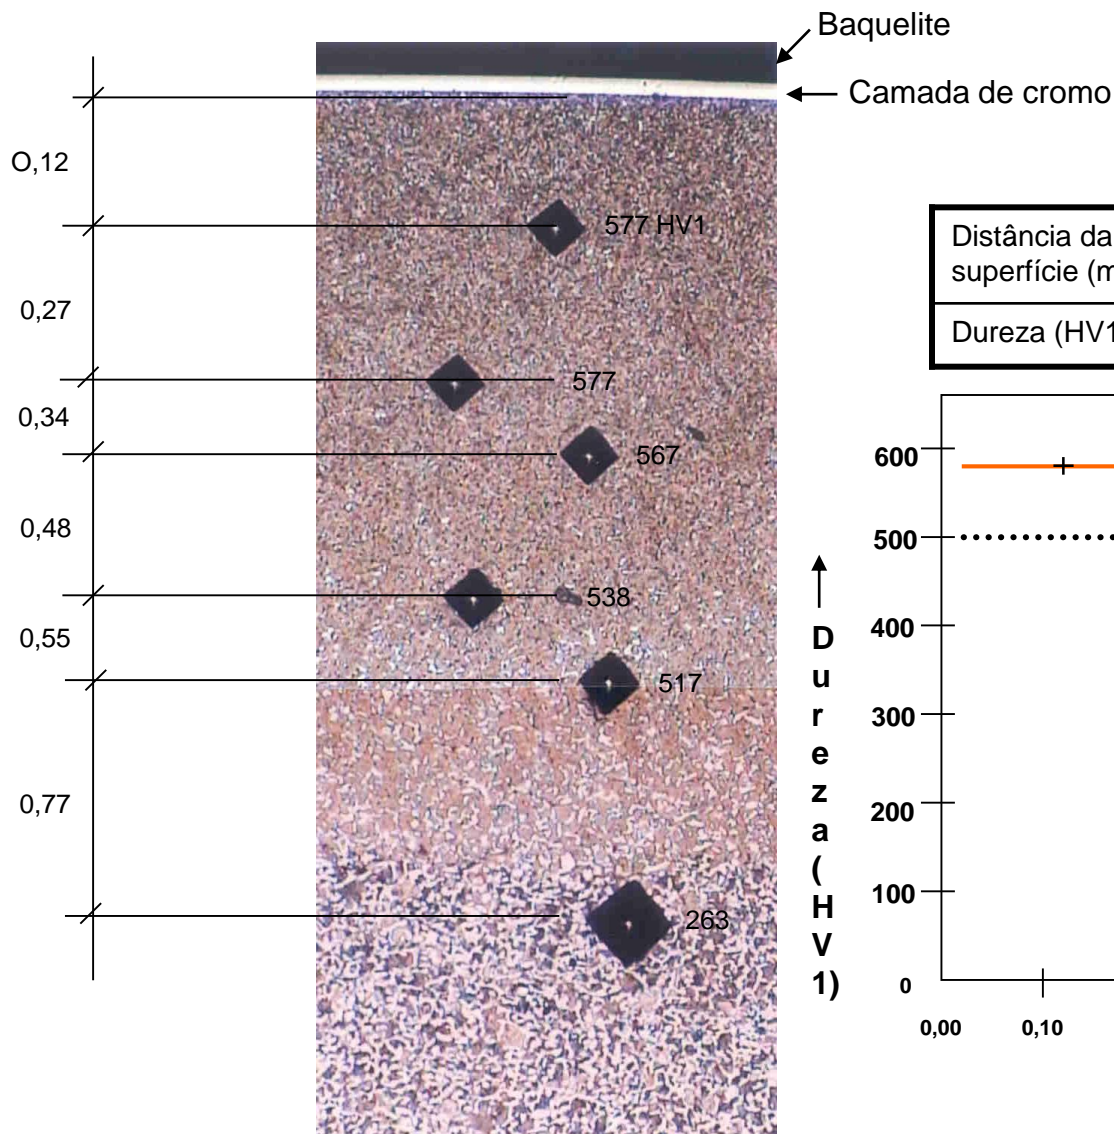 Baquelite
Camada de cromo
O,12
577 HV1
0,27
577
0,34
567
0,48
538
0,55
517
0,77
263
Distância da
superfície (m
Dureza (HV1
600
500
400
300
200
100
0
Dureza(HV1)
0,00 0,10